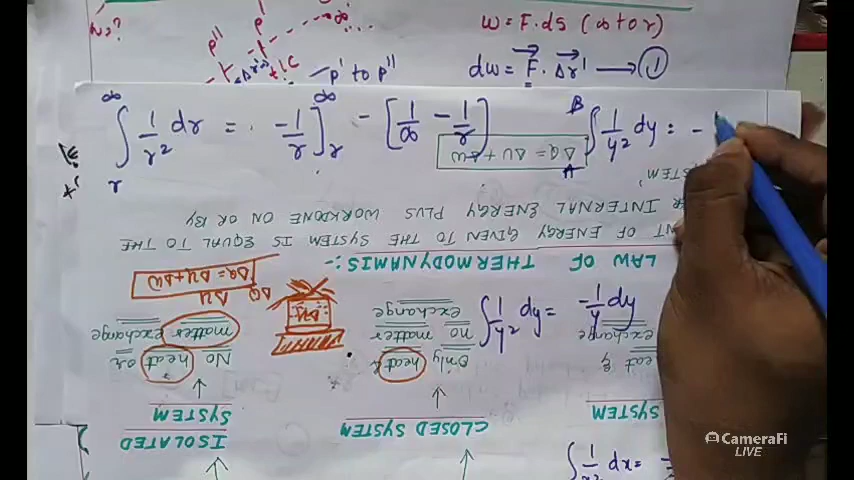 W = F.ds (∞ to r)
p' to p''
dw = F . Δr' → ①
∞∫r 1/r² dr = -1/r ]∞r - [1/∞ - 1/r]
B∫A 1/y² dy = -
ΔQ = ΔU + ΔW
SYSTEM'
INTERNAL ENERGY PLUS WORKDONE ON OR BY
OF ENERGY GIVEN TO THE SYSTEM IS EQUAL TO THE
LAW OF THERMODYNAMIS:-
ΔQ = ΔU + ΔW
ΔU ΔQ
∫ 1/y² dy = -1/y dy
No heat or
matter exchange
Only heat &
no matter
exchange
exchange
ISOLATED
SYSTEM
CLOSED SYSTEM
SYSTEM
∫ 1/x² dx =
CameraFi
LIVE